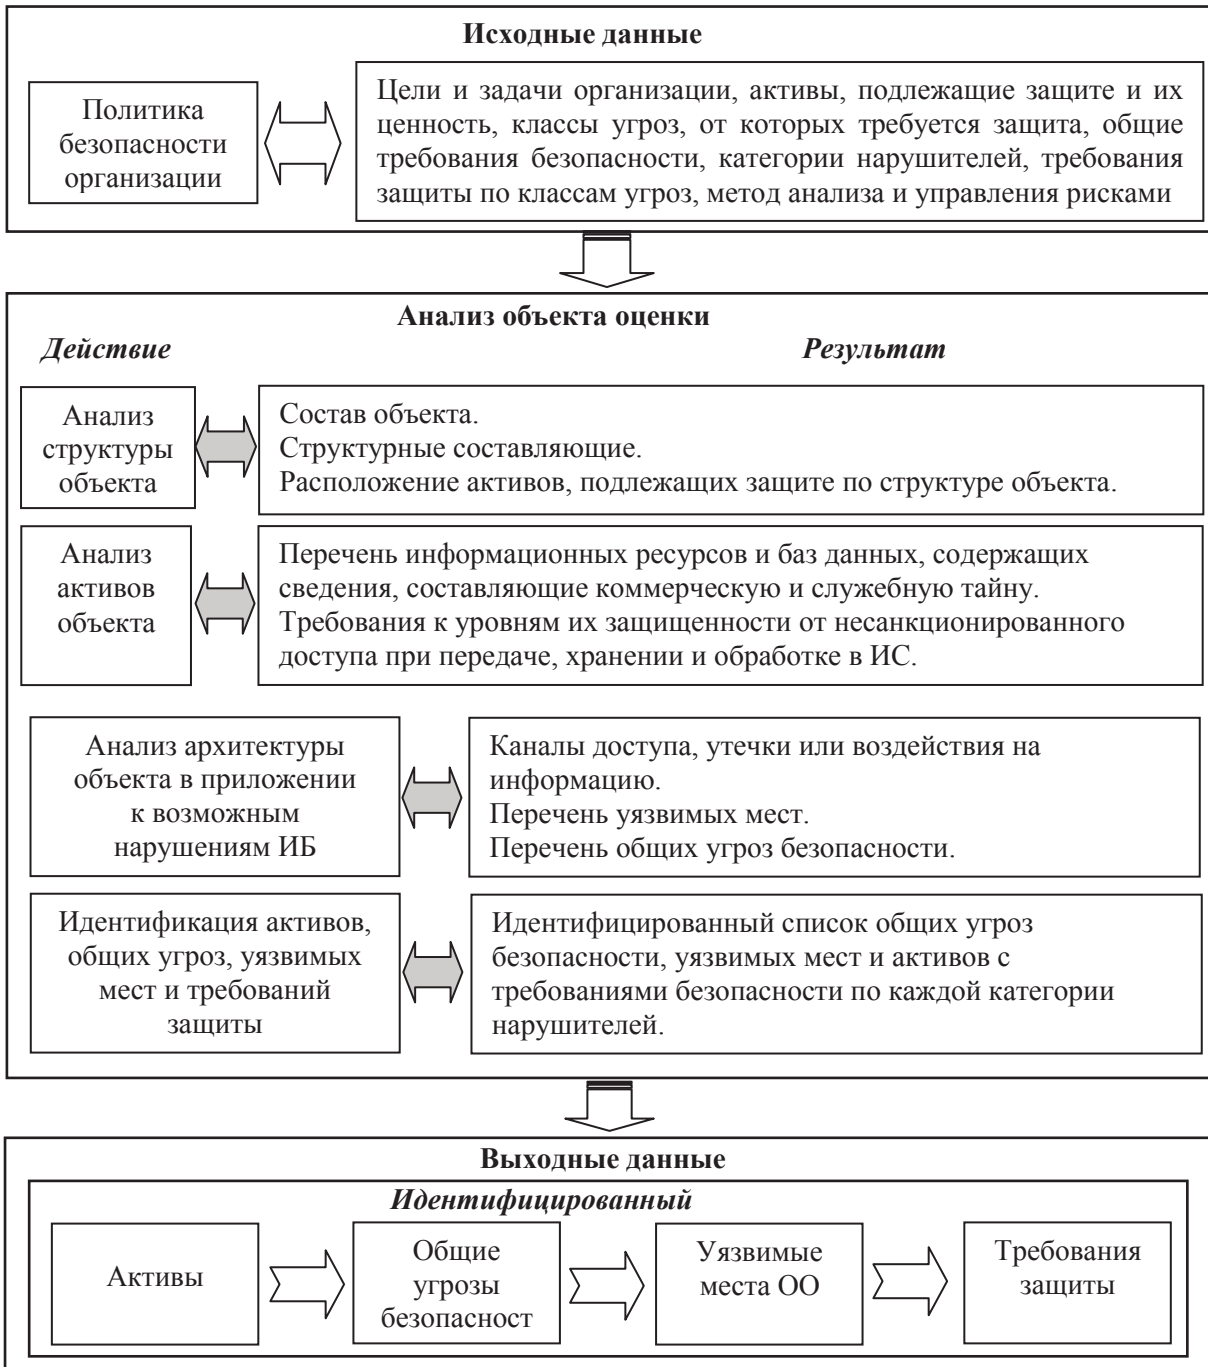 Исходные данные
Политика
безопасности
организации
Цели и задачи организации, активы, подлежащие защите и их
ценность, классы угроз, от которых требуется защита, общие
требования безопасности, категории нарушителей, требования
защиты по классам угроз, метод анализа и управления рисками
Анализ объекта оценки
Действие
Результат
Анализ
структуры
объекта
Состав объекта.
Структурные составляющие.
Расположение активов, подлежащих защите по структуре объекта.
Анализ
активов
объекта
Перечень информационных ресурсов и баз данных, содержащих
сведения, составляющие коммерческую и служебную тайну.
Требования к уровням их защищенности от несанкционированного
доступа при передаче, хранении и обработке в ИС.
Анализ архитектуры
объекта в приложении
к возможным
нарушениям ИБ
Каналы доступа, утечки или воздействия на
информацию.
Перечень уязвимых мест.
Перечень общих угроз безопасности.
Идентификация активов,
общих угроз, уязвимых
мест и требований
защиты
Идентифицированный список общих угроз
безопасности, уязвимых мест и активов с
требованиями безопасности по каждой категории
нарушителей.
Выходные данные
Идентифицированный
Активы
Общие
угрозы
безопасност
Уязвимые
места ОО
Требования
защиты